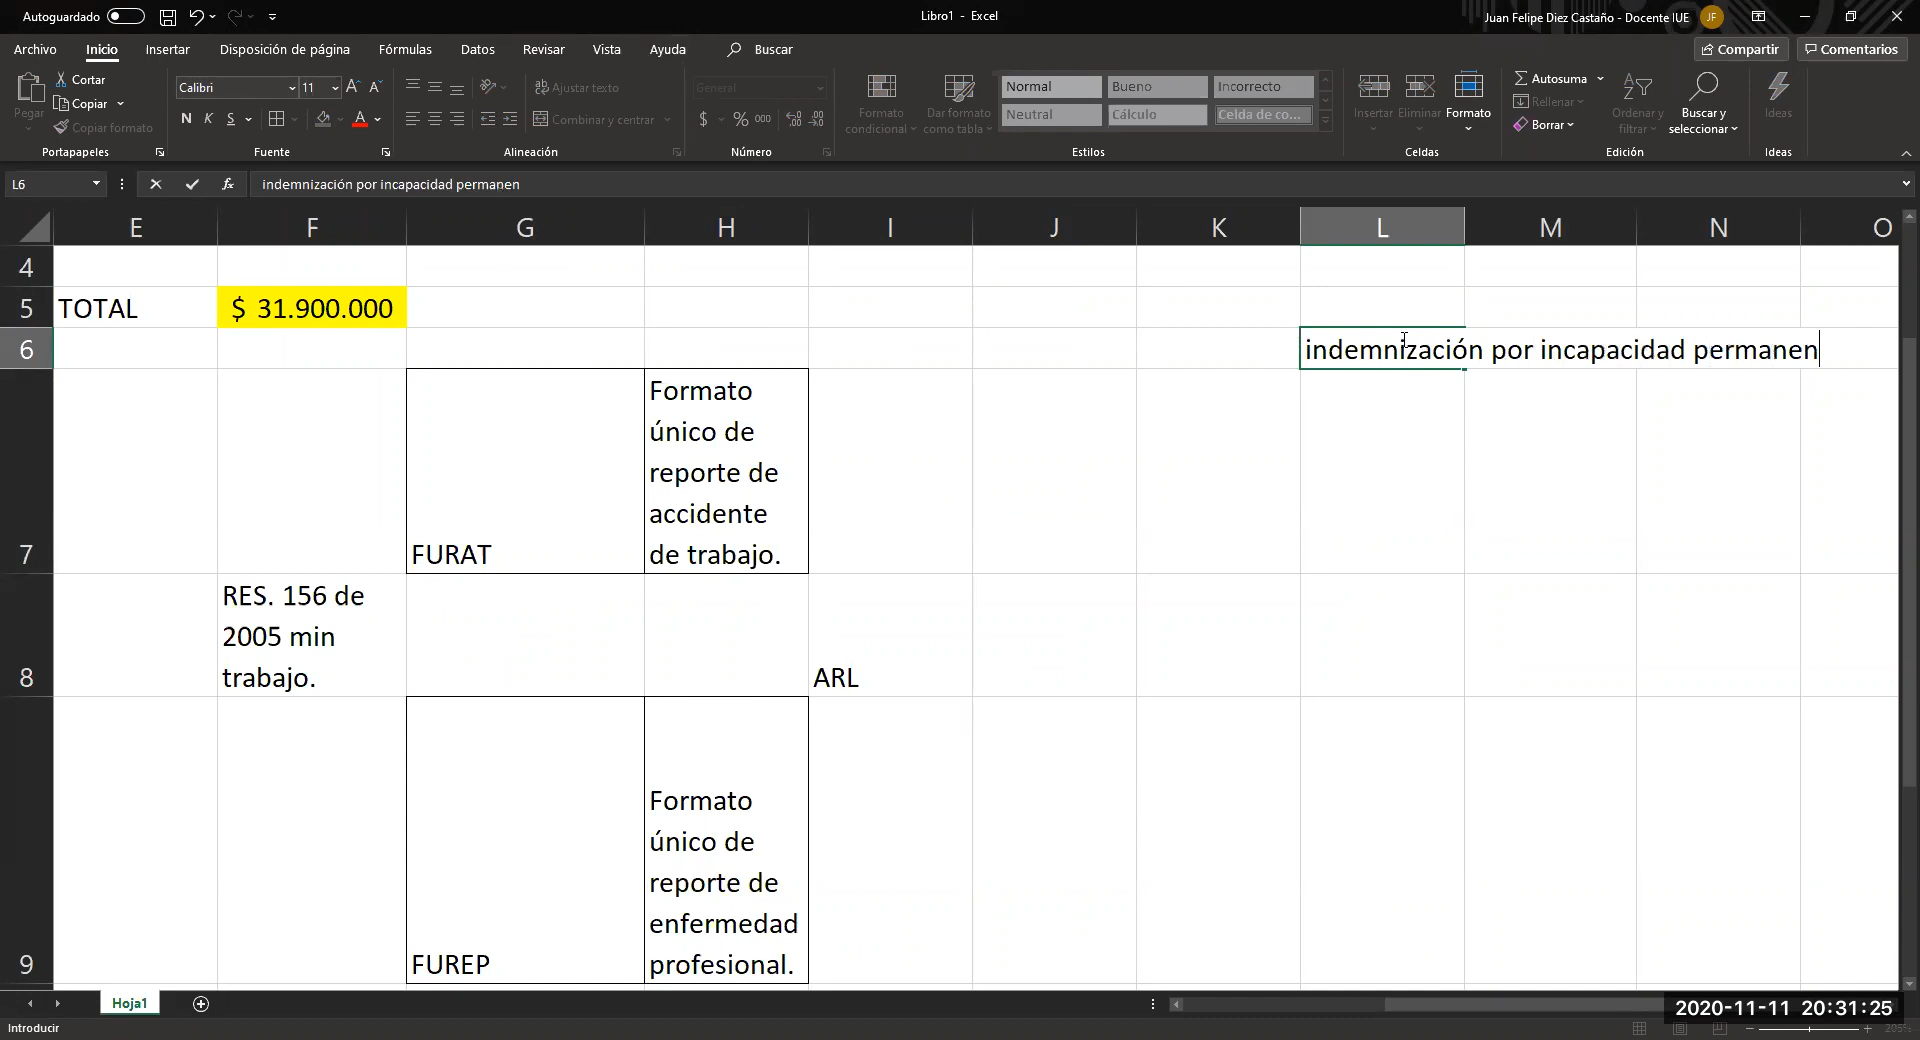 Autoguardado
Libro1 - Excel
Juan Felipe Diez Castaño - Docente IUE
JF
Archivo Inicio Insertar Disposición de página Fórmulas Datos Revisar Vista Ayuda Buscar
Compartir Comentarios
Pegar
Cortar
Copiar
Copiar formato
Portapapeles
Calibri 11
N K S
Fuente
Ajustar texto
Combinar y centrar
Alineación
General
$ % 000
Número
Formato condicional
Dar formato como tabla
Normal Bueno Incorrecto
Neutral Cálculo Celda de co...
Estilos
Insertar Eliminar Formato
Celdas
Autosuma
Rellenar
Borrar
Ordenar y filtrar
Buscar y seleccionar
Edición
Ideas
Ideas
L6
fx
indemnización por incapacidad permanen
E F G H I J K L M N O
4
5 TOTAL $ 31.900.000
6 indemnización por incapacidad permanen
Formato
único de
reporte de
accidente
7 FURAT de trabajo.
RES. 156 de
2005 min
8 trabajo. ARL
Formato
único de
reporte de
enfermedad
9 FUREP profesional.
Hoja1
2020-11-11 20:31:25
Introducir
205%